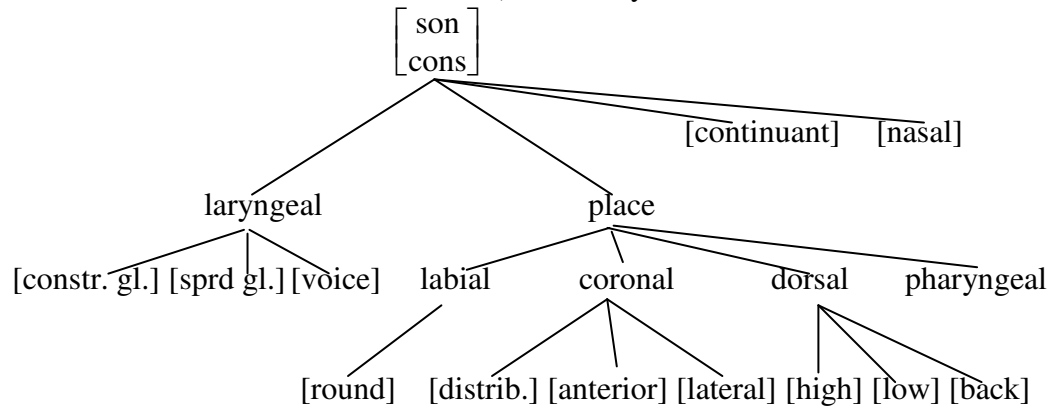 son
cons
[continuant] [nasal]
laryngeal place
[constr. gl.] [sprd gl.] [voice] labial coronal dorsal pharyngeal
[round] [distrib.] [anterior] [lateral] [high] [low] [back]